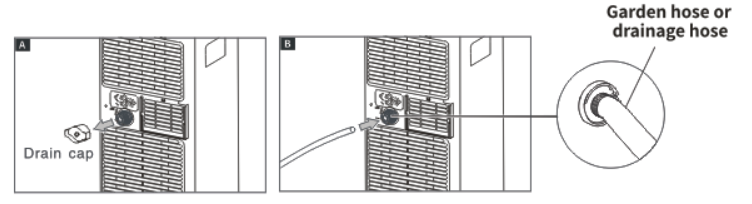 A
Drain cap
B
Garden hose or
drainage hose